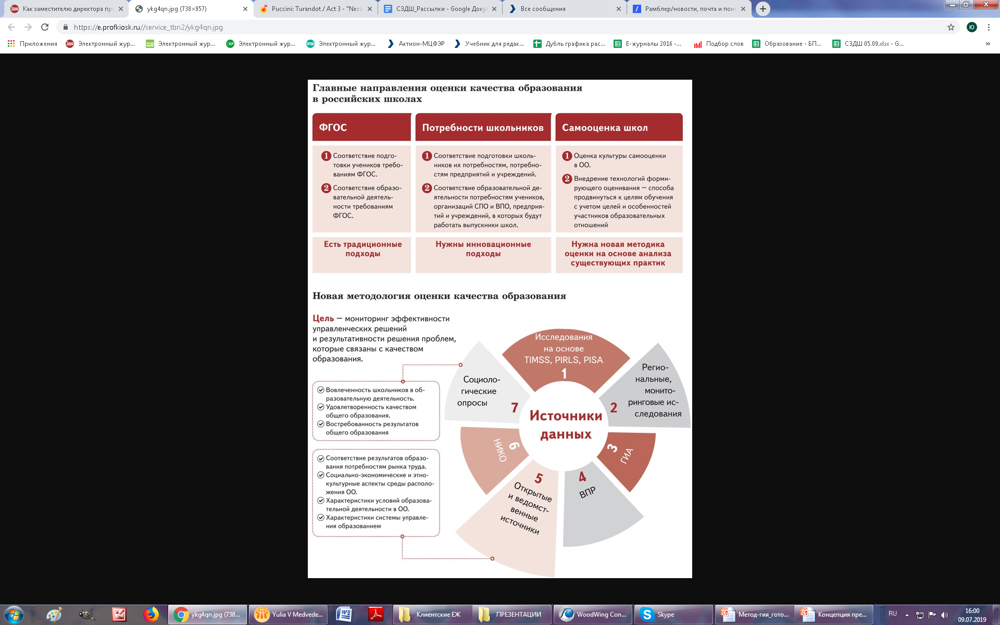 Как заместителю директора про
ykg4qn.jpg (738×957)
Puccini: Turandot / Act 3 - "Ness
СЗДШ_Рассылки - Google Доку
Все сообщения
Рамблер/новости, почта и пои
https://e.profkiosk.ru//service_tbn2/ykg4qn.jpg
Ю
Приложения
Здш Электронный жур...
Электронный жур...
СКР Электронный жур...
Электронный жур...
Актион-МЦФЭР
Учебник для редак...
Дубль графика рас...
Е-журналы 2016 -...
Подбор слов
Образование - БП...
СЗДШ 05.09.xlsx - G...
»
Главные направления оценки качества образования
в российских школах
ФГОС
1 Соответствие подго-
товки учеников требо-
ваниям ФГОС.
2 Соответствие образо-
вательной деятель-
ности требованиям
ФГОС.
Есть традиционные
подходы
Потребности школьников
1 Соответствие подготовки школь-
ников их потребностям, потребно-
стям предприятий и учреждений.
2 Соответствие образовательной де-
ятельности потребностям учеников,
организаций СПО и ВПО, предприя-
тий и учреждений, в которых будут
работать выпускники школ.
Нужны инновационные
подходы
Самооценка школ
1 Оценка культуры самооценки
в ОО.
2 Внедрение технологий форми-
рующего оценивания — способа
продвинуться к целям обучения
с учетом целей и особенностей
участников образовательных
отношений
Нужна новая методика
оценки на основе анализа
существующих практик
Новая методология оценки качества образования
Цель — мониторинг эффективности
управленческих решений
и результативности решения проблем,
которые связаны с качеством
образования.
Вовлеченность школьников в об-
разовательную деятельность.
Удовлетворенность качеством
общего образования.
Востребованность результатов
общего образования
Соответствие результатов образо-
вания потребностям рынка труда.
Социально-экономические и этно-
культурные аспекты среды располо-
жения ОО.
Характеристики условий образова-
тельной деятельности в ОО.
Характеристики системы управле-
ния образованием
Источники
данных
Исследования
на основе
TIMSS, PIRLS, PISA
1
Регио-
нальные,
монито-
ринговые ис-
следования
2
3
ГИА
4
ВПР
5
Открытые
и ведомст-
венные
источники
6
НИКО
Социоло-
гические
опросы
7
ykg4qn.jpg (738...
Yulia V Medvede...
Клиентские ЕЖ
ПРЕЗЕНТАЦИИ
WoodWing Con...
Skype
Метод-гия_гото...
Концепция пре...
RU
16:00
09.07.2019